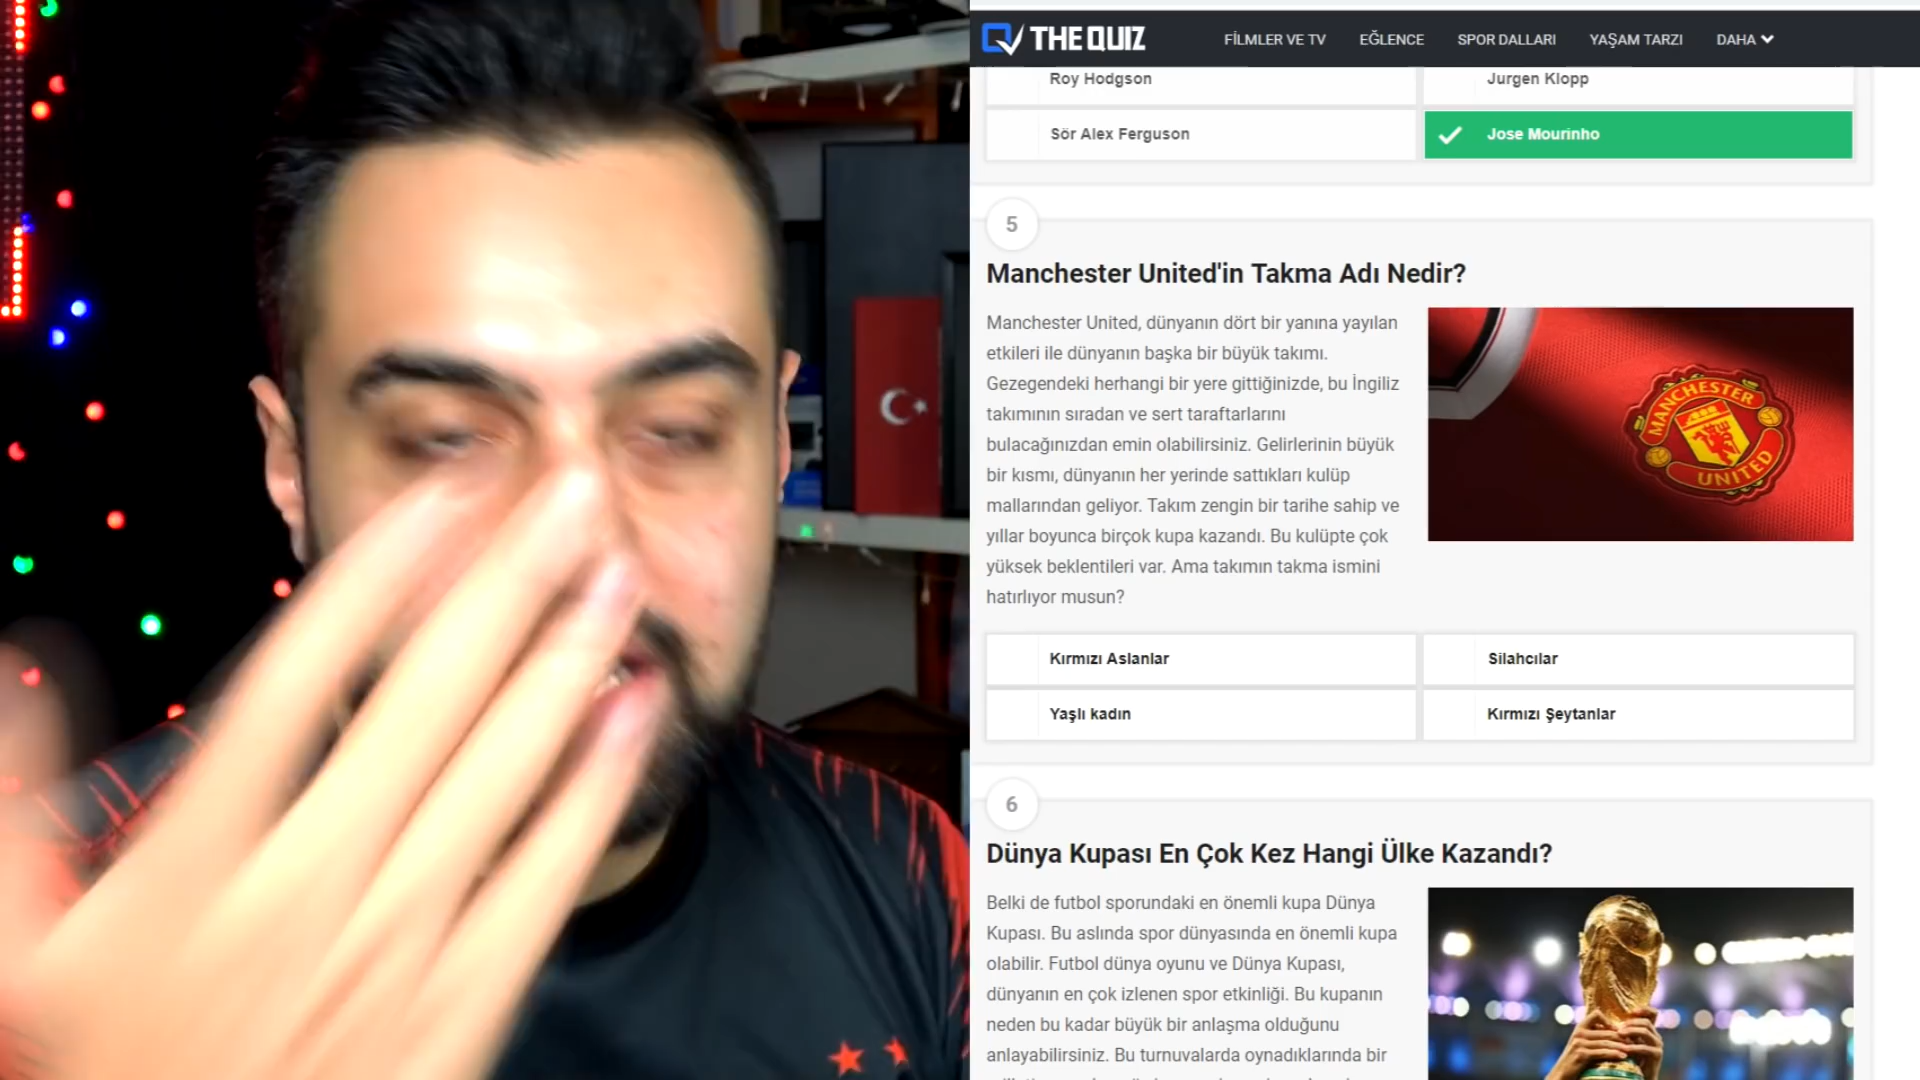 THE QUIZ
FİLMLER VE TV
EĞLENCE
SPOR DALLARI
YAŞAM TARZI
DAHA
Roy Hodgson
Jurgen Klopp
Sör Alex Ferguson
Jose Mourinho
5
Manchester United'in Takma Adı Nedir?
Manchester United, dünyanın dört bir yanına yayılan
etkileri ile dünyanın başka bir büyük takımı.
Gezegendeki herhangi bir yere gittiğinizde, bu İngiliz
takımının sıradan ve sert taraftarlarını
bulacağınızdan emin olabilirsiniz. Gelirlerinin büyük
bir kısmı, dünyanın her yerinde sattıkları kulüp
mallarından geliyor. Takım zengin bir tarihe sahip ve
yıllar boyunca birçok kupa kazandı. Bu kulüpte çok
yüksek beklentileri var. Ama takımın takma ismini
hatırlıyor musun?
MANCHESTER
UNITED
Kırmızı Aslanlar
Silahcılar
Yaşlı kadın
Kırmızı Şeytanlar
6
Dünya Kupası En Çok Kez Hangi Ülke Kazandı?
Belki de futbol sporundaki en önemli kupa Dünya
Kupası. Bu aslında spor dünyasında en önemli kupa
olabilir. Futbol dünya oyunu ve Dünya Kupası,
dünyanın en çok izlenen spor etkinliği. Bu kupanın
neden bu kadar büyük bir anlaşma olduğunu
anlayabilirsiniz. Bu turnuvalarda oynadıklarında bir